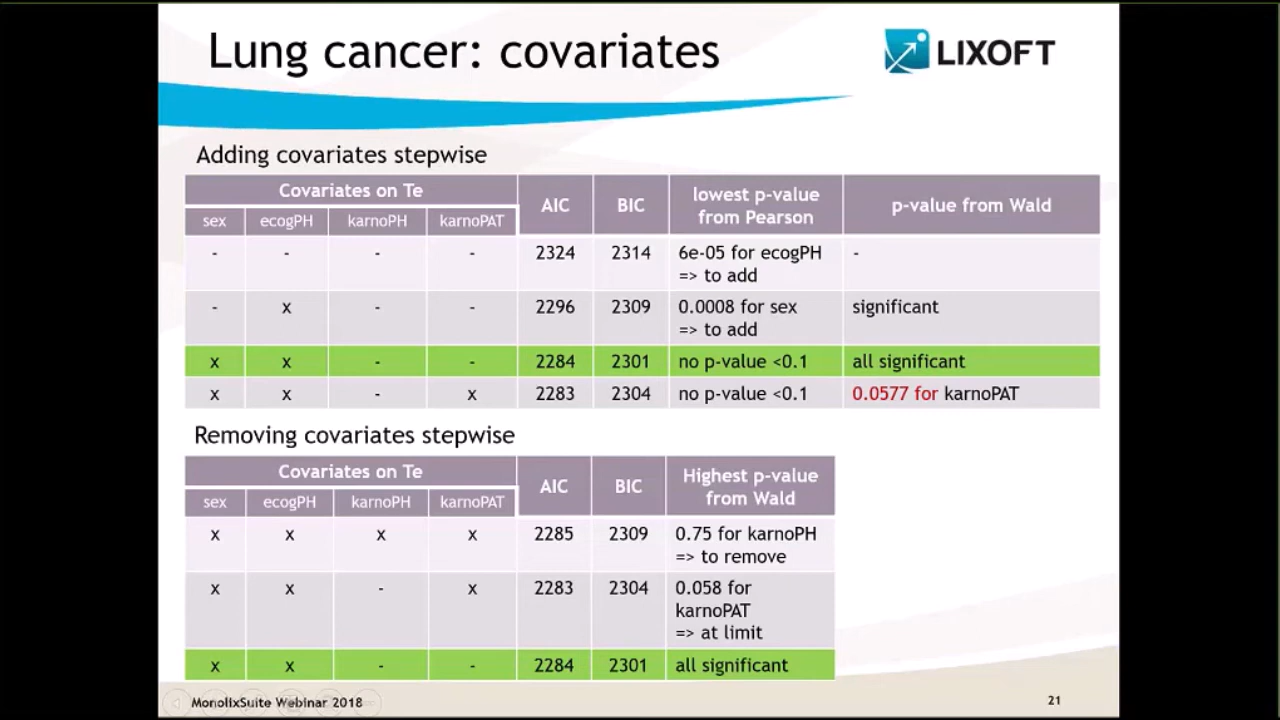 Lung cancer: covariates
LIXOFT
Adding covariates stepwise
Covariates on Te AIC BIC lowest p-value from Pearson p-value from Wald
sex ecogPH karnoPH karnoPAT
- - - - 2324 2314 6e-05 for ecogPH -
=> to add
- x - - 2296 2309 0.0008 for sex significant
=> to add
x x - - 2284 2301 no p-value <0.1 all significant
x x - x 2283 2304 no p-value <0.1 0.0577 for karnoPAT
Removing covariates stepwise
Covariates on Te AIC BIC Highest p-value from Wald
sex ecogPH karnoPH karnoPAT
x x x x 2285 2309 0.75 for karnoPH
=> to remove
x x - x 2283 2304 0.058 for
karnoPAT
=> at limit
x x - - 2284 2301 all significant
MonolixSuite Webinar 2018
21